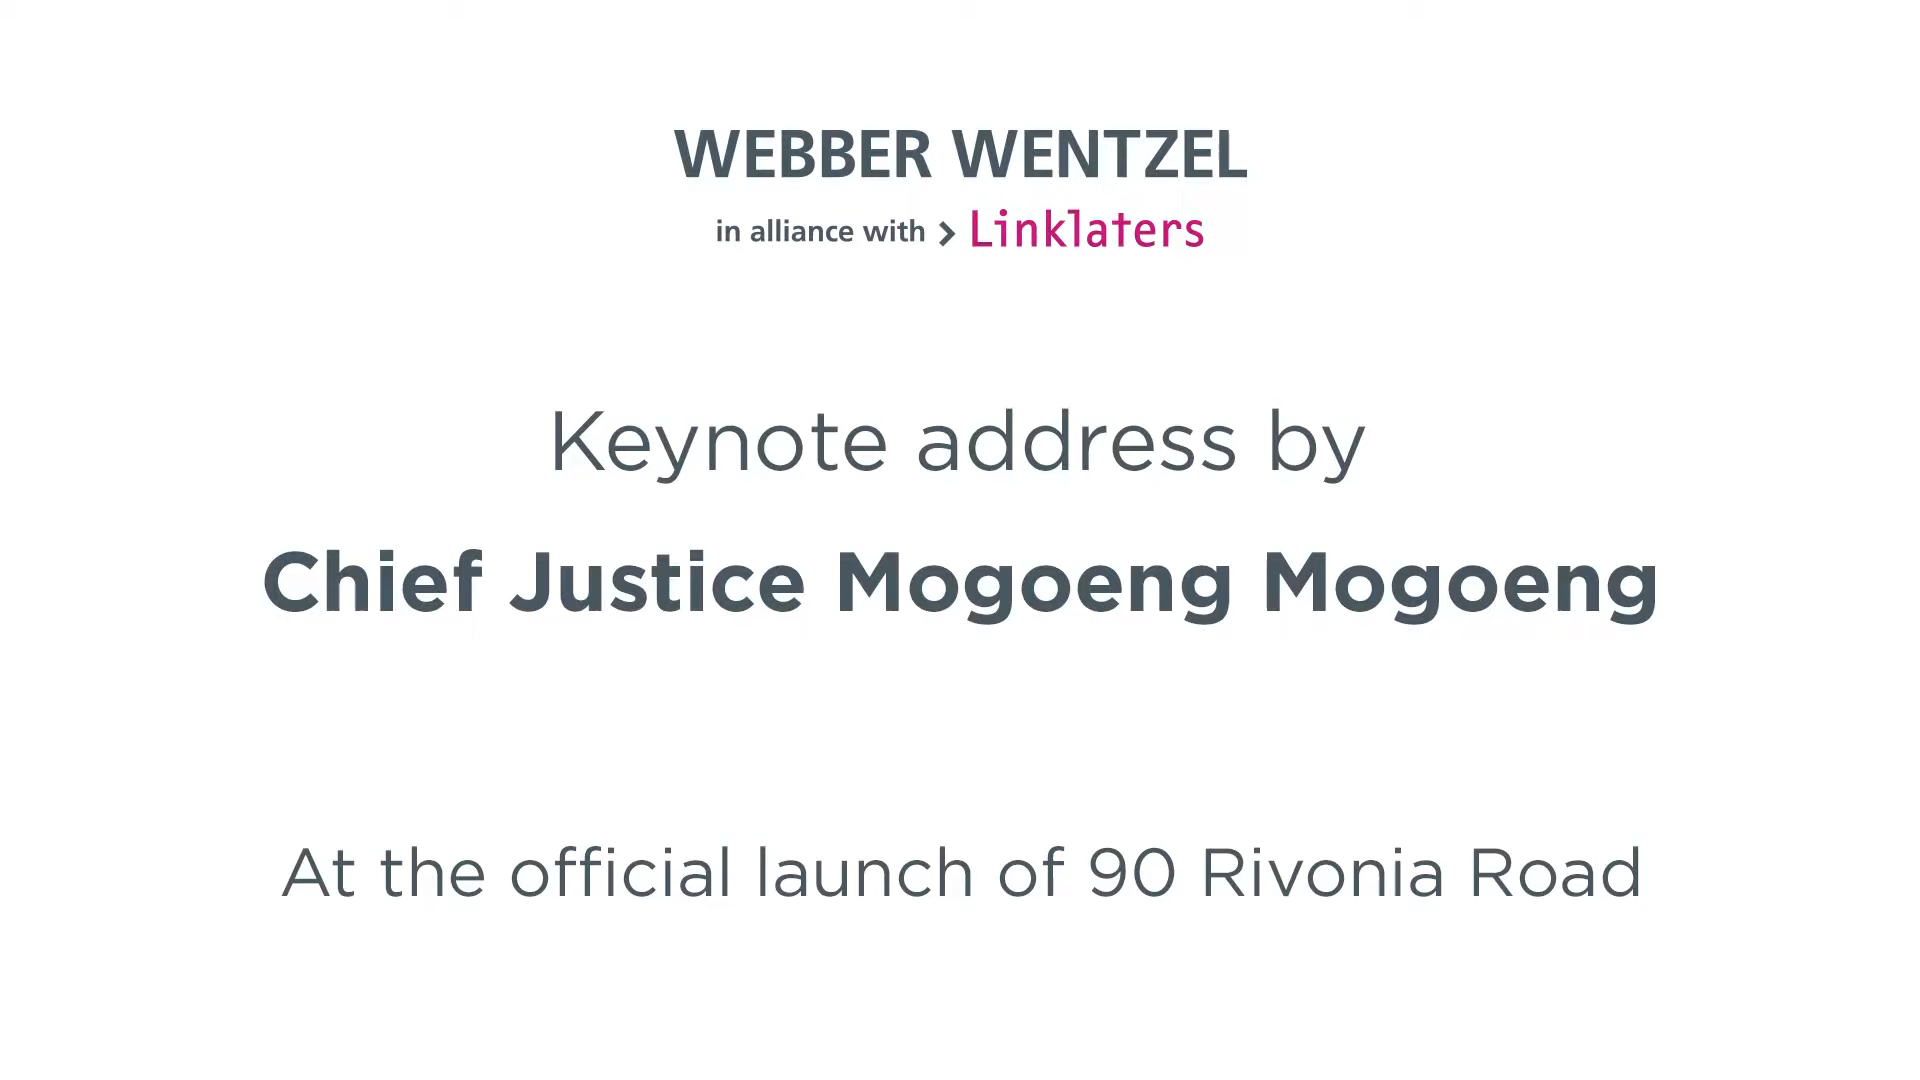 WEBBER WENTZEL
in alliance with > Linklaters
Keynote address by
Chief Justice Mogoeng Mogoeng
At the official launch of 90 Rivonia Road